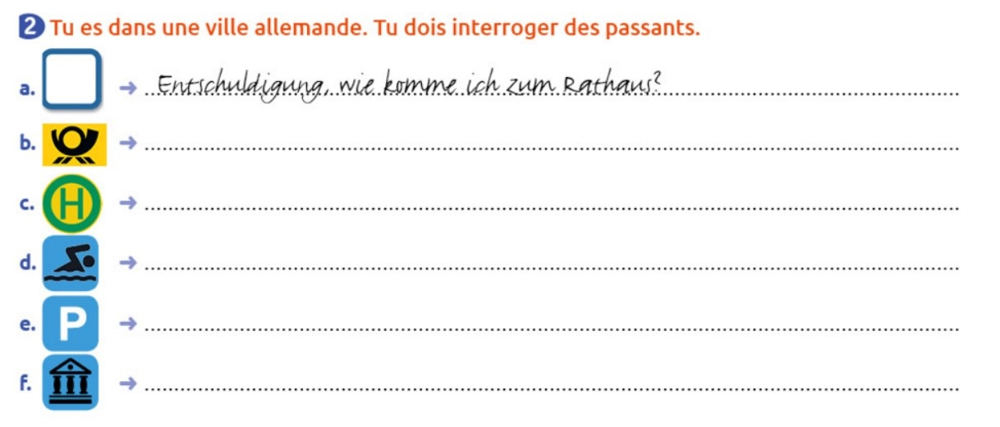 2 Tu es dans une ville allemande. Tu dois interroger des passants.
a. → Entschuldigung, wie komme ich zum Rathaus?
b. →
c. H →
d. →
e. P →
f. →